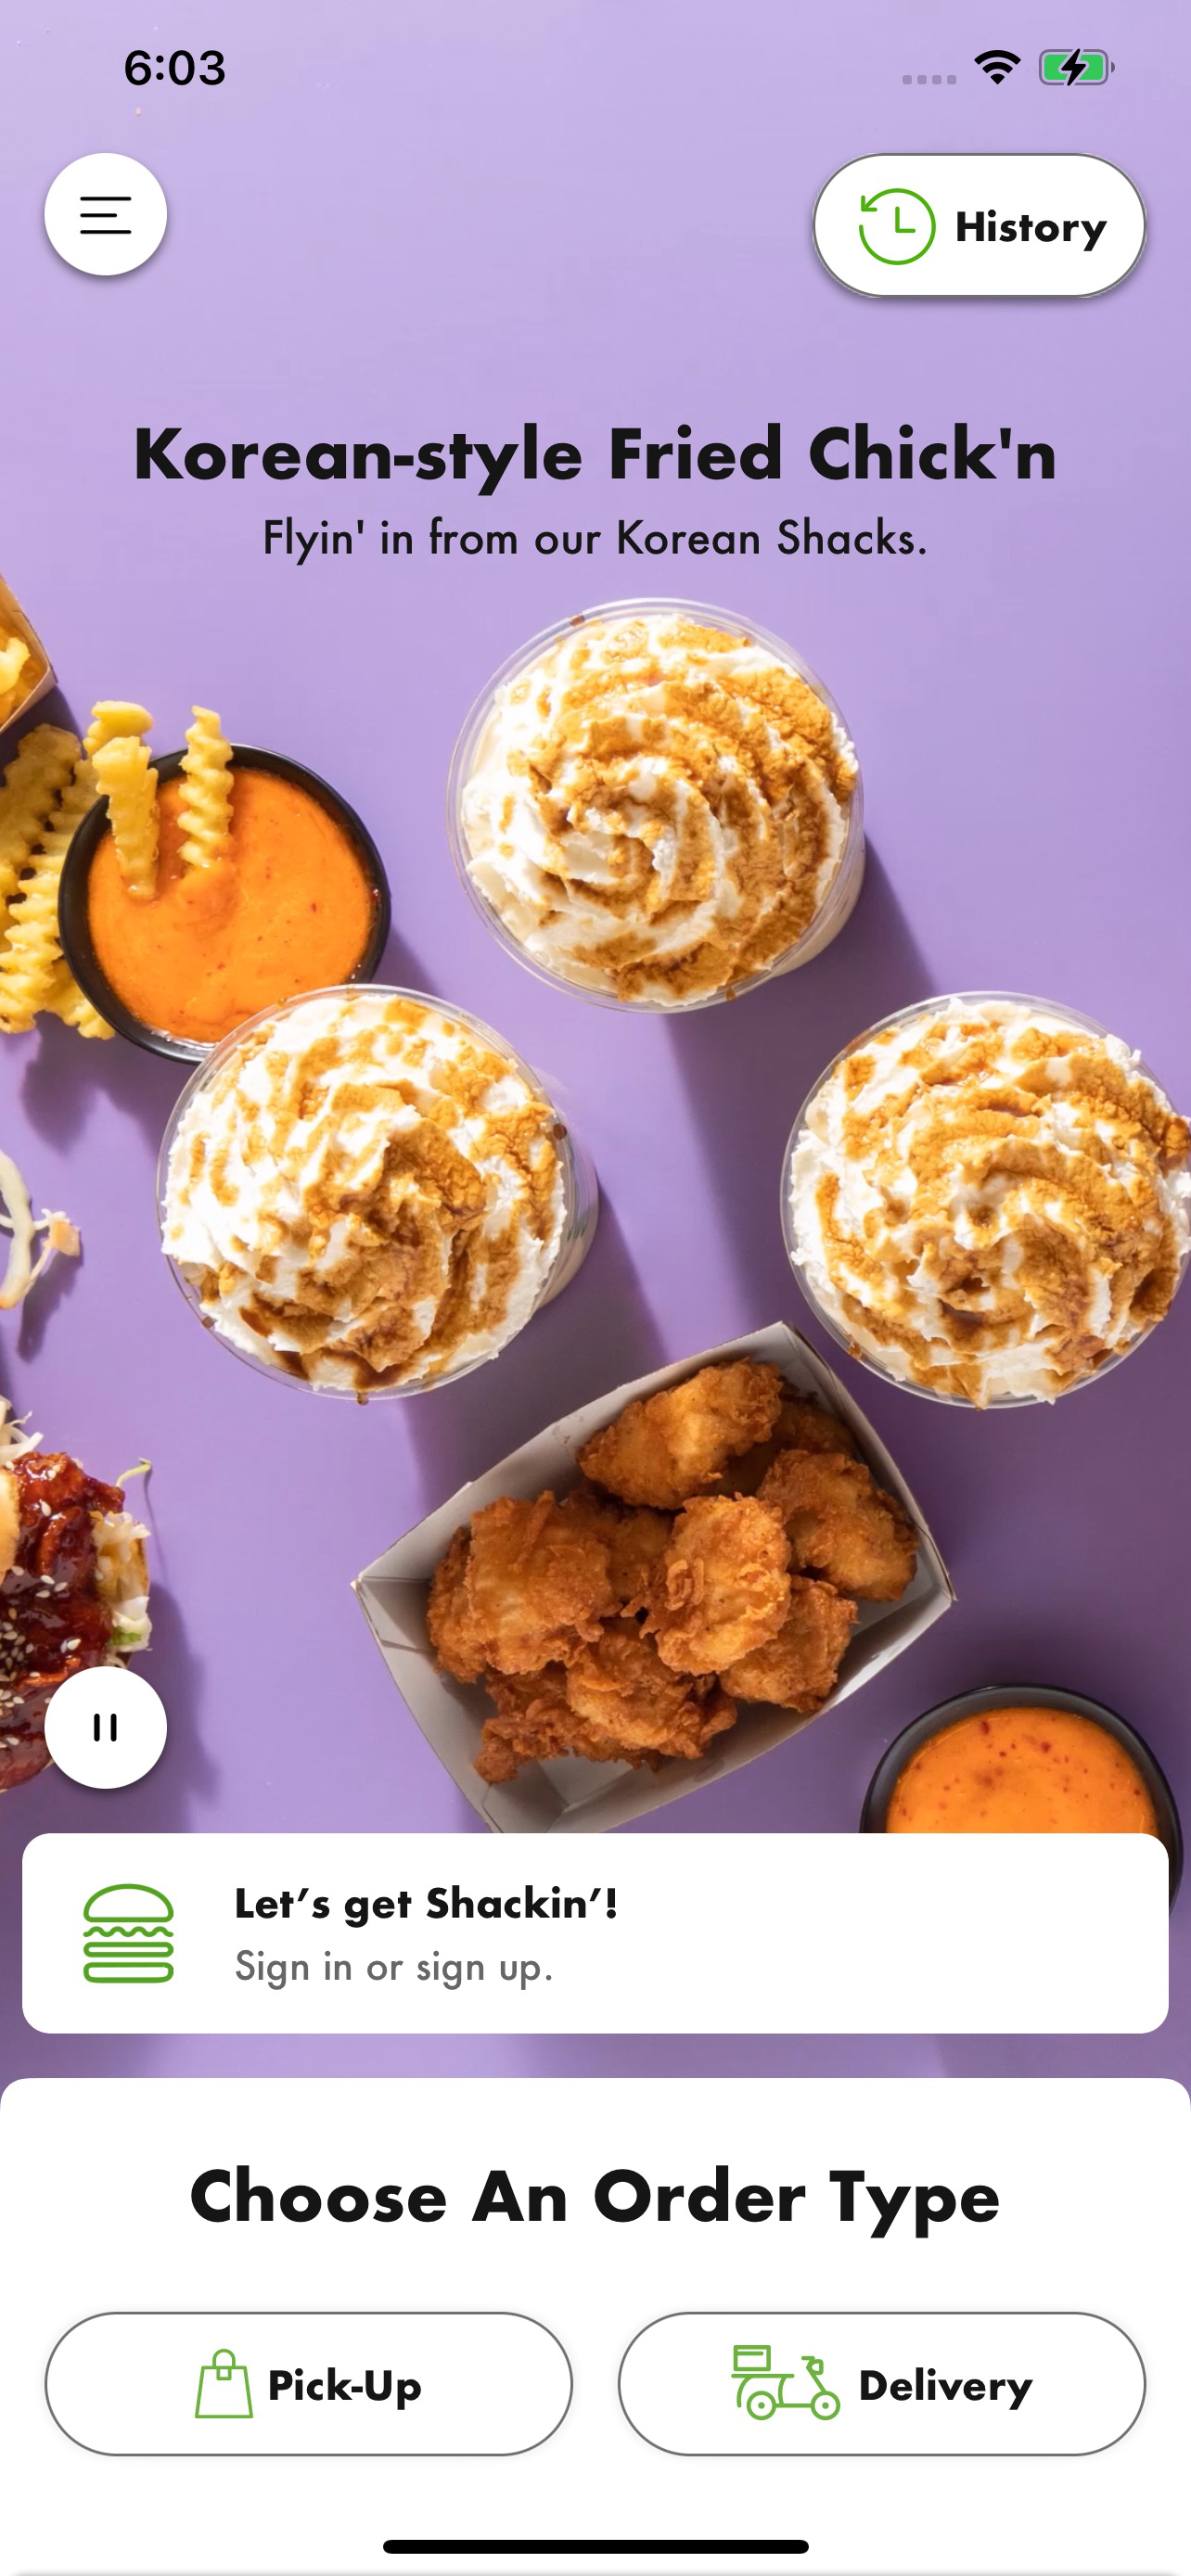 6:03
History
Korean-style Fried Chick'n
Flyin' in from our Korean Shacks.
Let’s get Shackin’!
Sign in or sign up.
Choose An Order Type
Pick-Up
Delivery